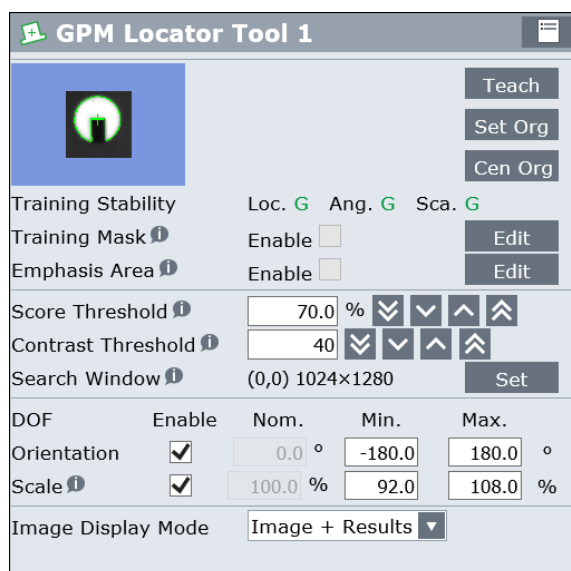 GPM Locator Tool 1
Teach
Set Org
Cen Org
Training Stability Loc. G Ang. G Sca. G
Training Mask Enable Edit
Emphasis Area Enable Edit
Score Threshold 70.0 %
Contrast Threshold 40
Search Window (0,0) 1024×1280 Set
DOF Enable Nom. Min. Max.
Orientation 0.0 ° -180.0 180.0 °
Scale 100.0 % 92.0 108.0 %
Image Display Mode Image + Results